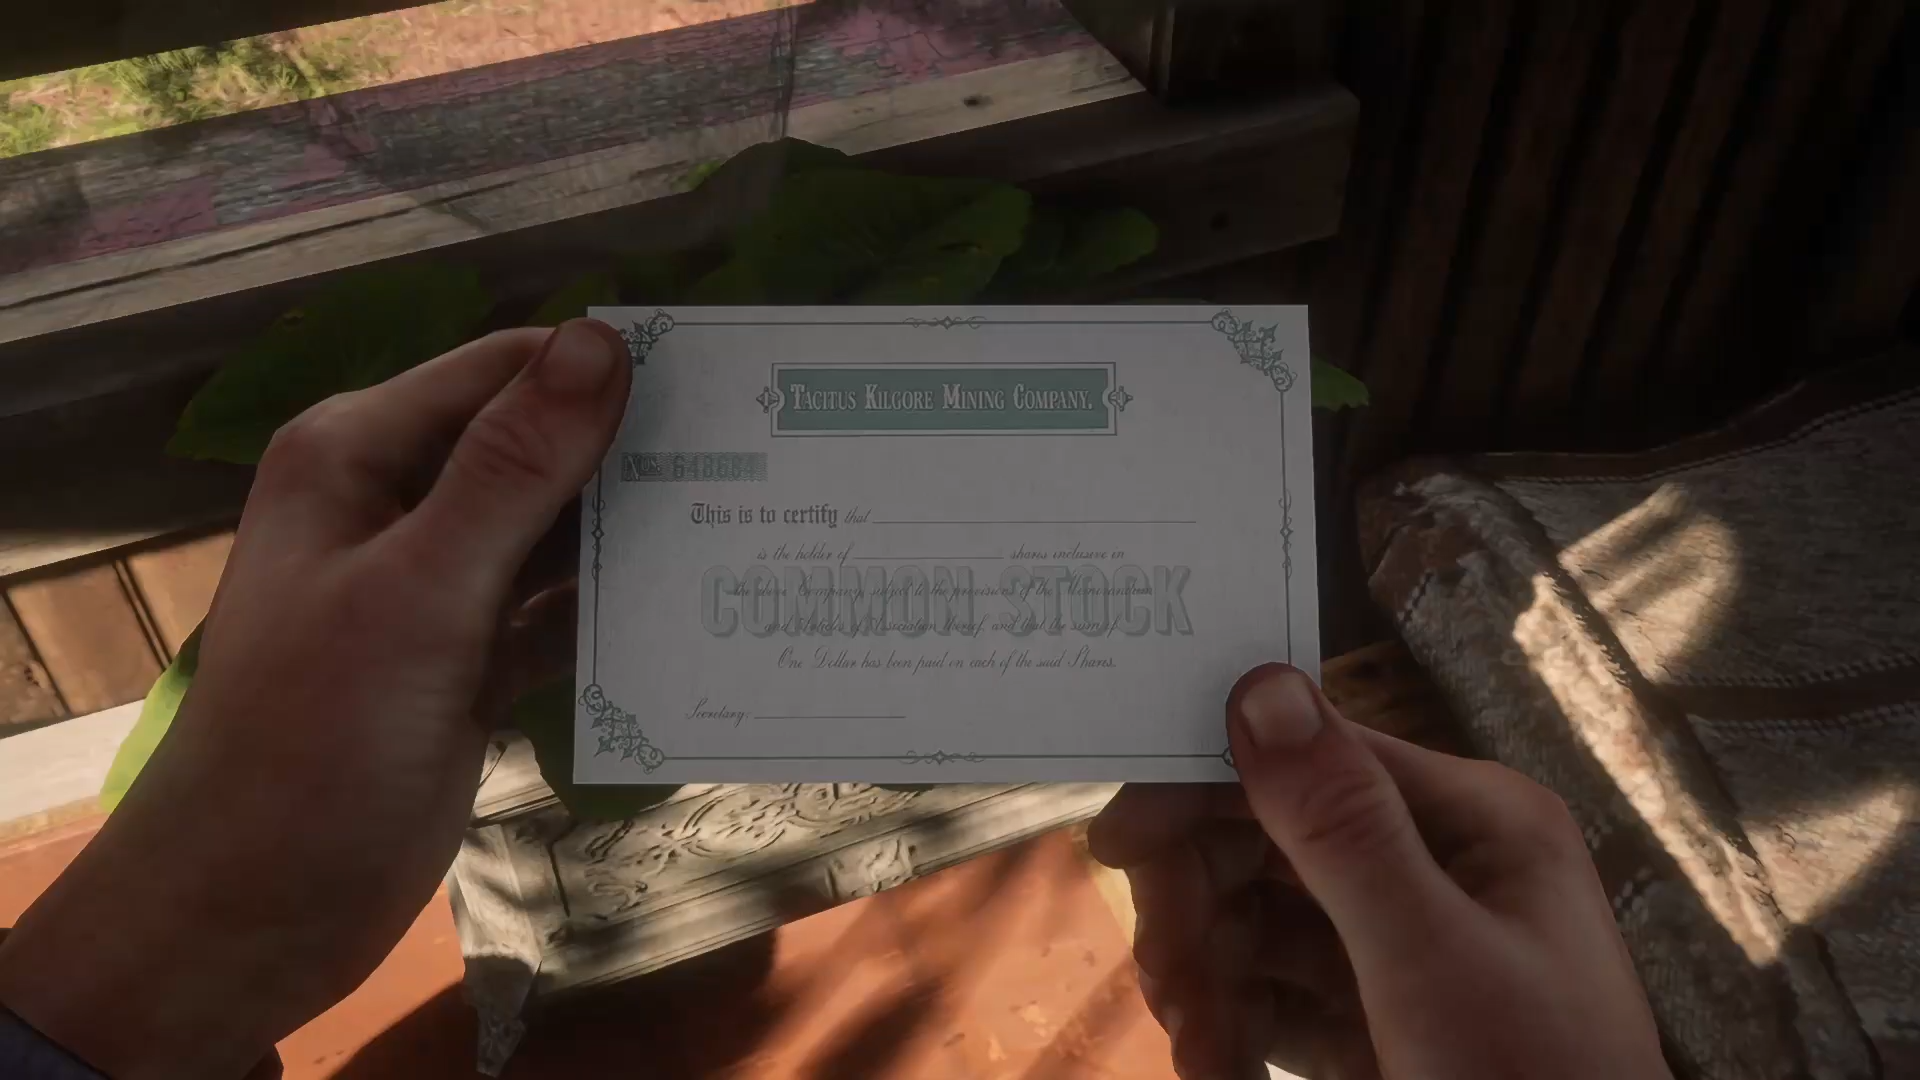 TACITUS KILGORE MINING COMPANY.
Nos. 648684
This is to certify that
is the holder of shares inclusive in
COMMON STOCK
the above Company, subject to the provisions of the Memorandum
and Articles of Association thereof, and that the sum of
One Dollar has been paid on each of the said Shares.
Secretary: